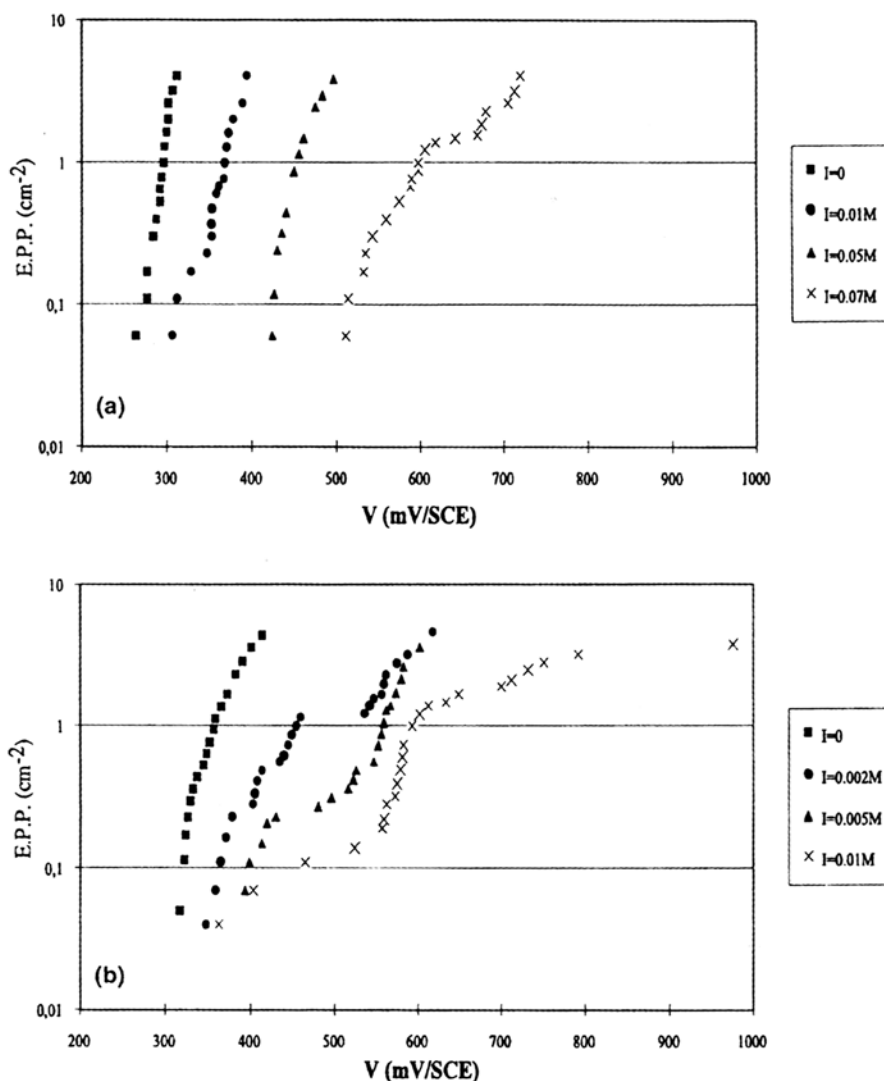 10
1
0,1
0,01
E.P.P. (cm-2)
(a)
200 300 400 500 600 700 800 900 1000
V (mV/SCE)
■ I=0
● I=0.01M
▲ I=0.05M
× I=0.07M
10
1
0,1
0,01
E.P.P. (cm-2)
(b)
200 300 400 500 600 700 800 900 1000
V (mV/SCE)
■ I=0
● I=0.002M
▲ I=0.005M
× I=0.01M